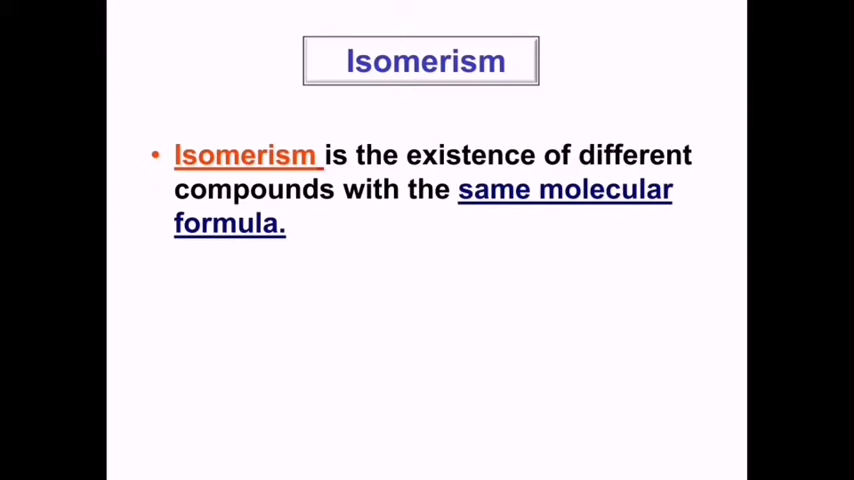 Isomerism
• Isomerism is the existence of different
compounds with the same molecular
formula.